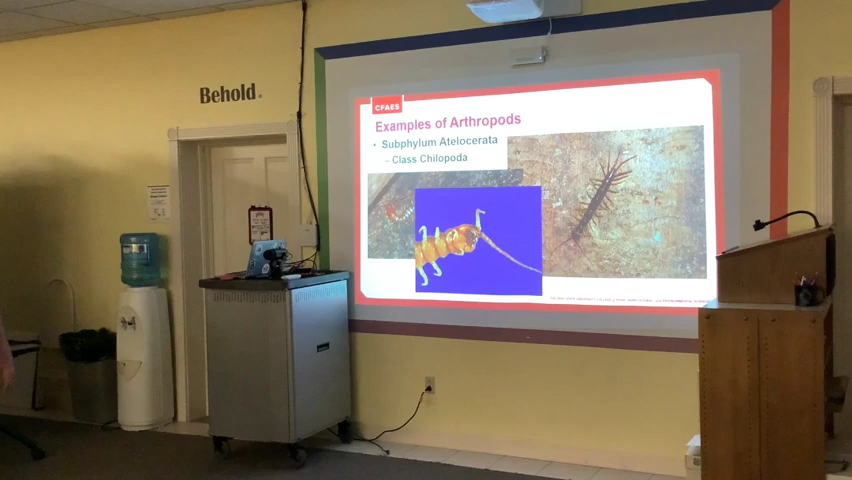 Behold.
CFAES
Examples of Arthropods
• Subphylum Atelocerata
– Class Chilopoda